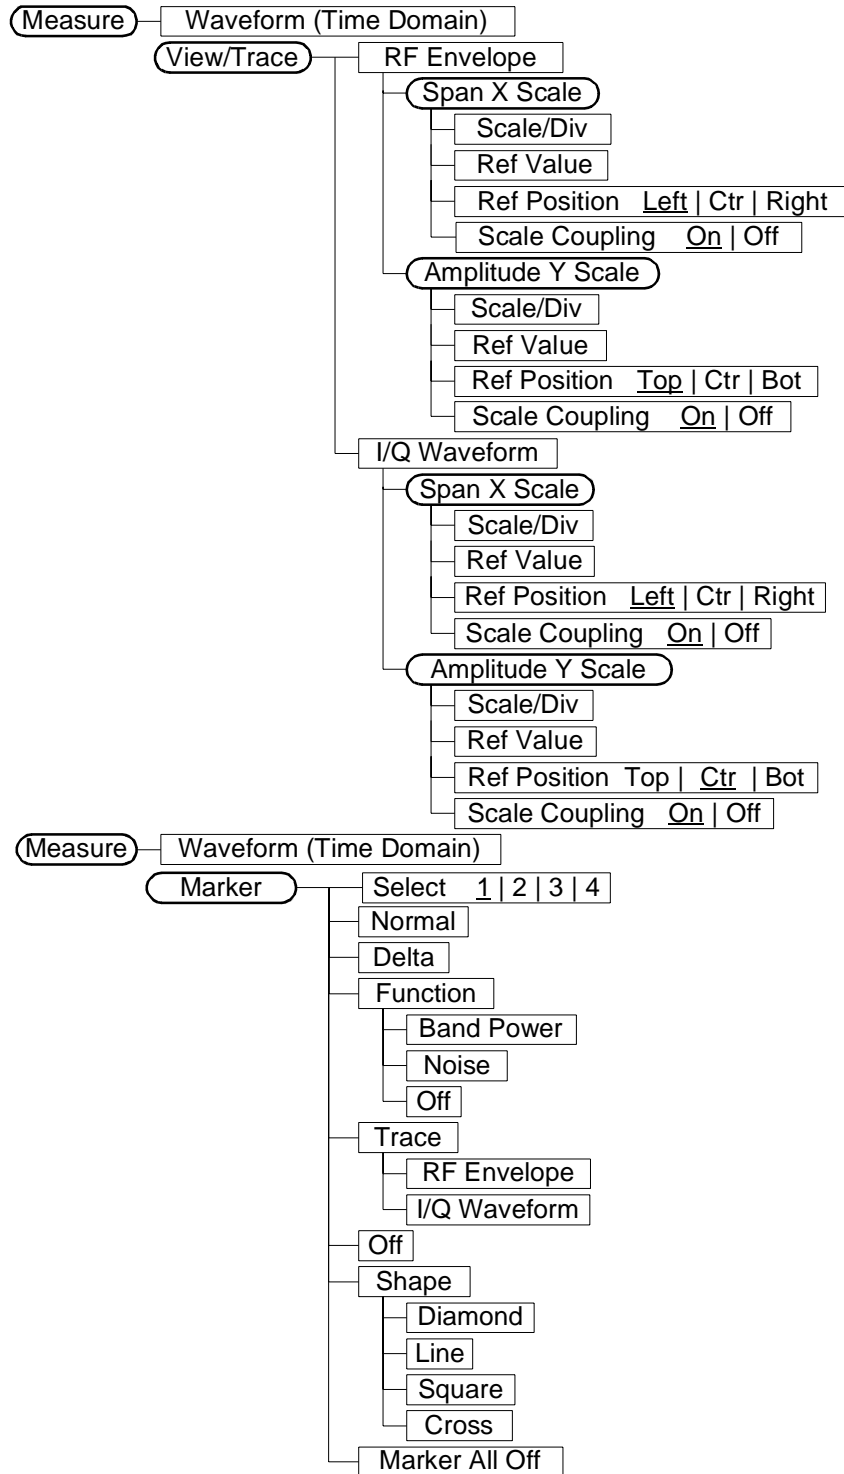 Measure Waveform (Time Domain)
View/Trace RF Envelope
Span X Scale
Scale/Div
Ref Value
Ref Position Left | Ctr | Right
Scale Coupling On | Off
Amplitude Y Scale
Scale/Div
Ref Value
Ref Position Top | Ctr | Bot
Scale Coupling On | Off
I/Q Waveform
Span X Scale
Scale/Div
Ref Value
Ref Position Left | Ctr | Right
Scale Coupling On | Off
Amplitude Y Scale
Scale/Div
Ref Value
Ref Position Top | Ctr | Bot
Scale Coupling On | Off
Measure Waveform (Time Domain)
Marker Select 1 | 2 | 3 | 4
Normal
Delta
Function
Band Power
Noise
Off
Trace
RF Envelope
I/Q Waveform
Off
Shape
Diamond
Line
Square
Cross
Marker All Off